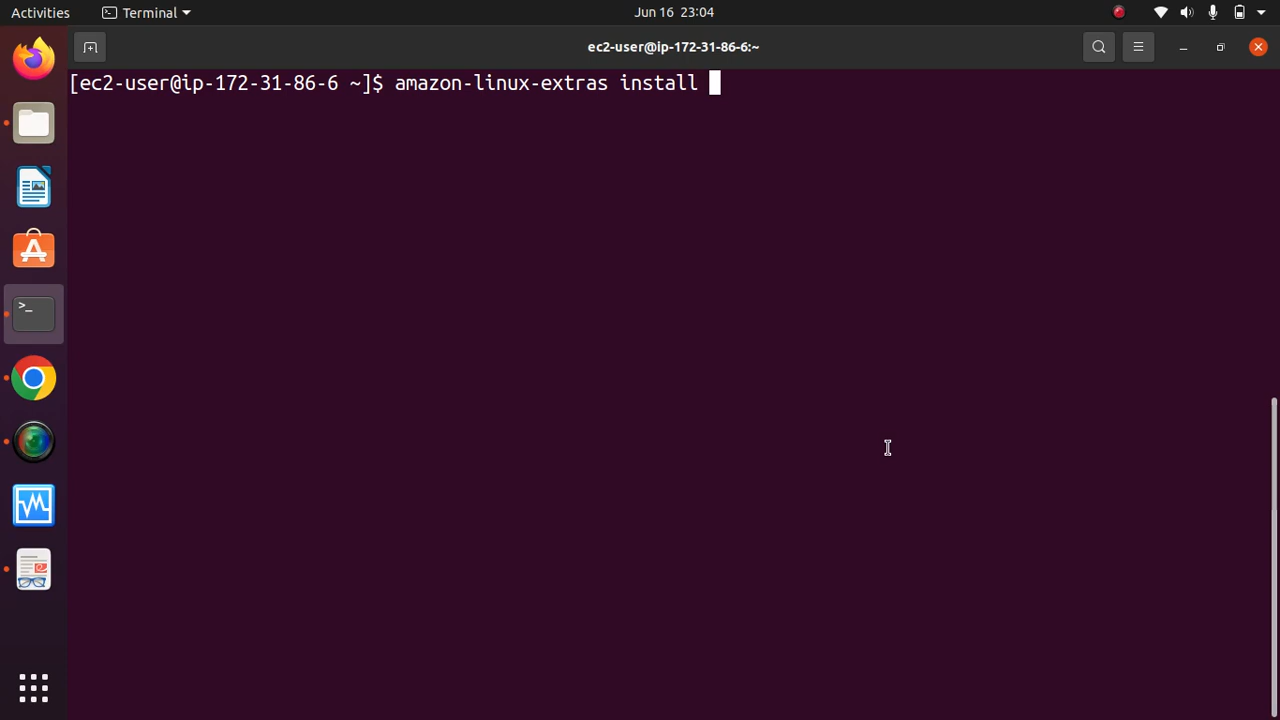 Activities
Terminal
Jun 16 23:04
ec2-user@ip-172-31-86-6:~
[ec2-user@ip-172-31-86-6 ~]$ amazon-linux-extras install